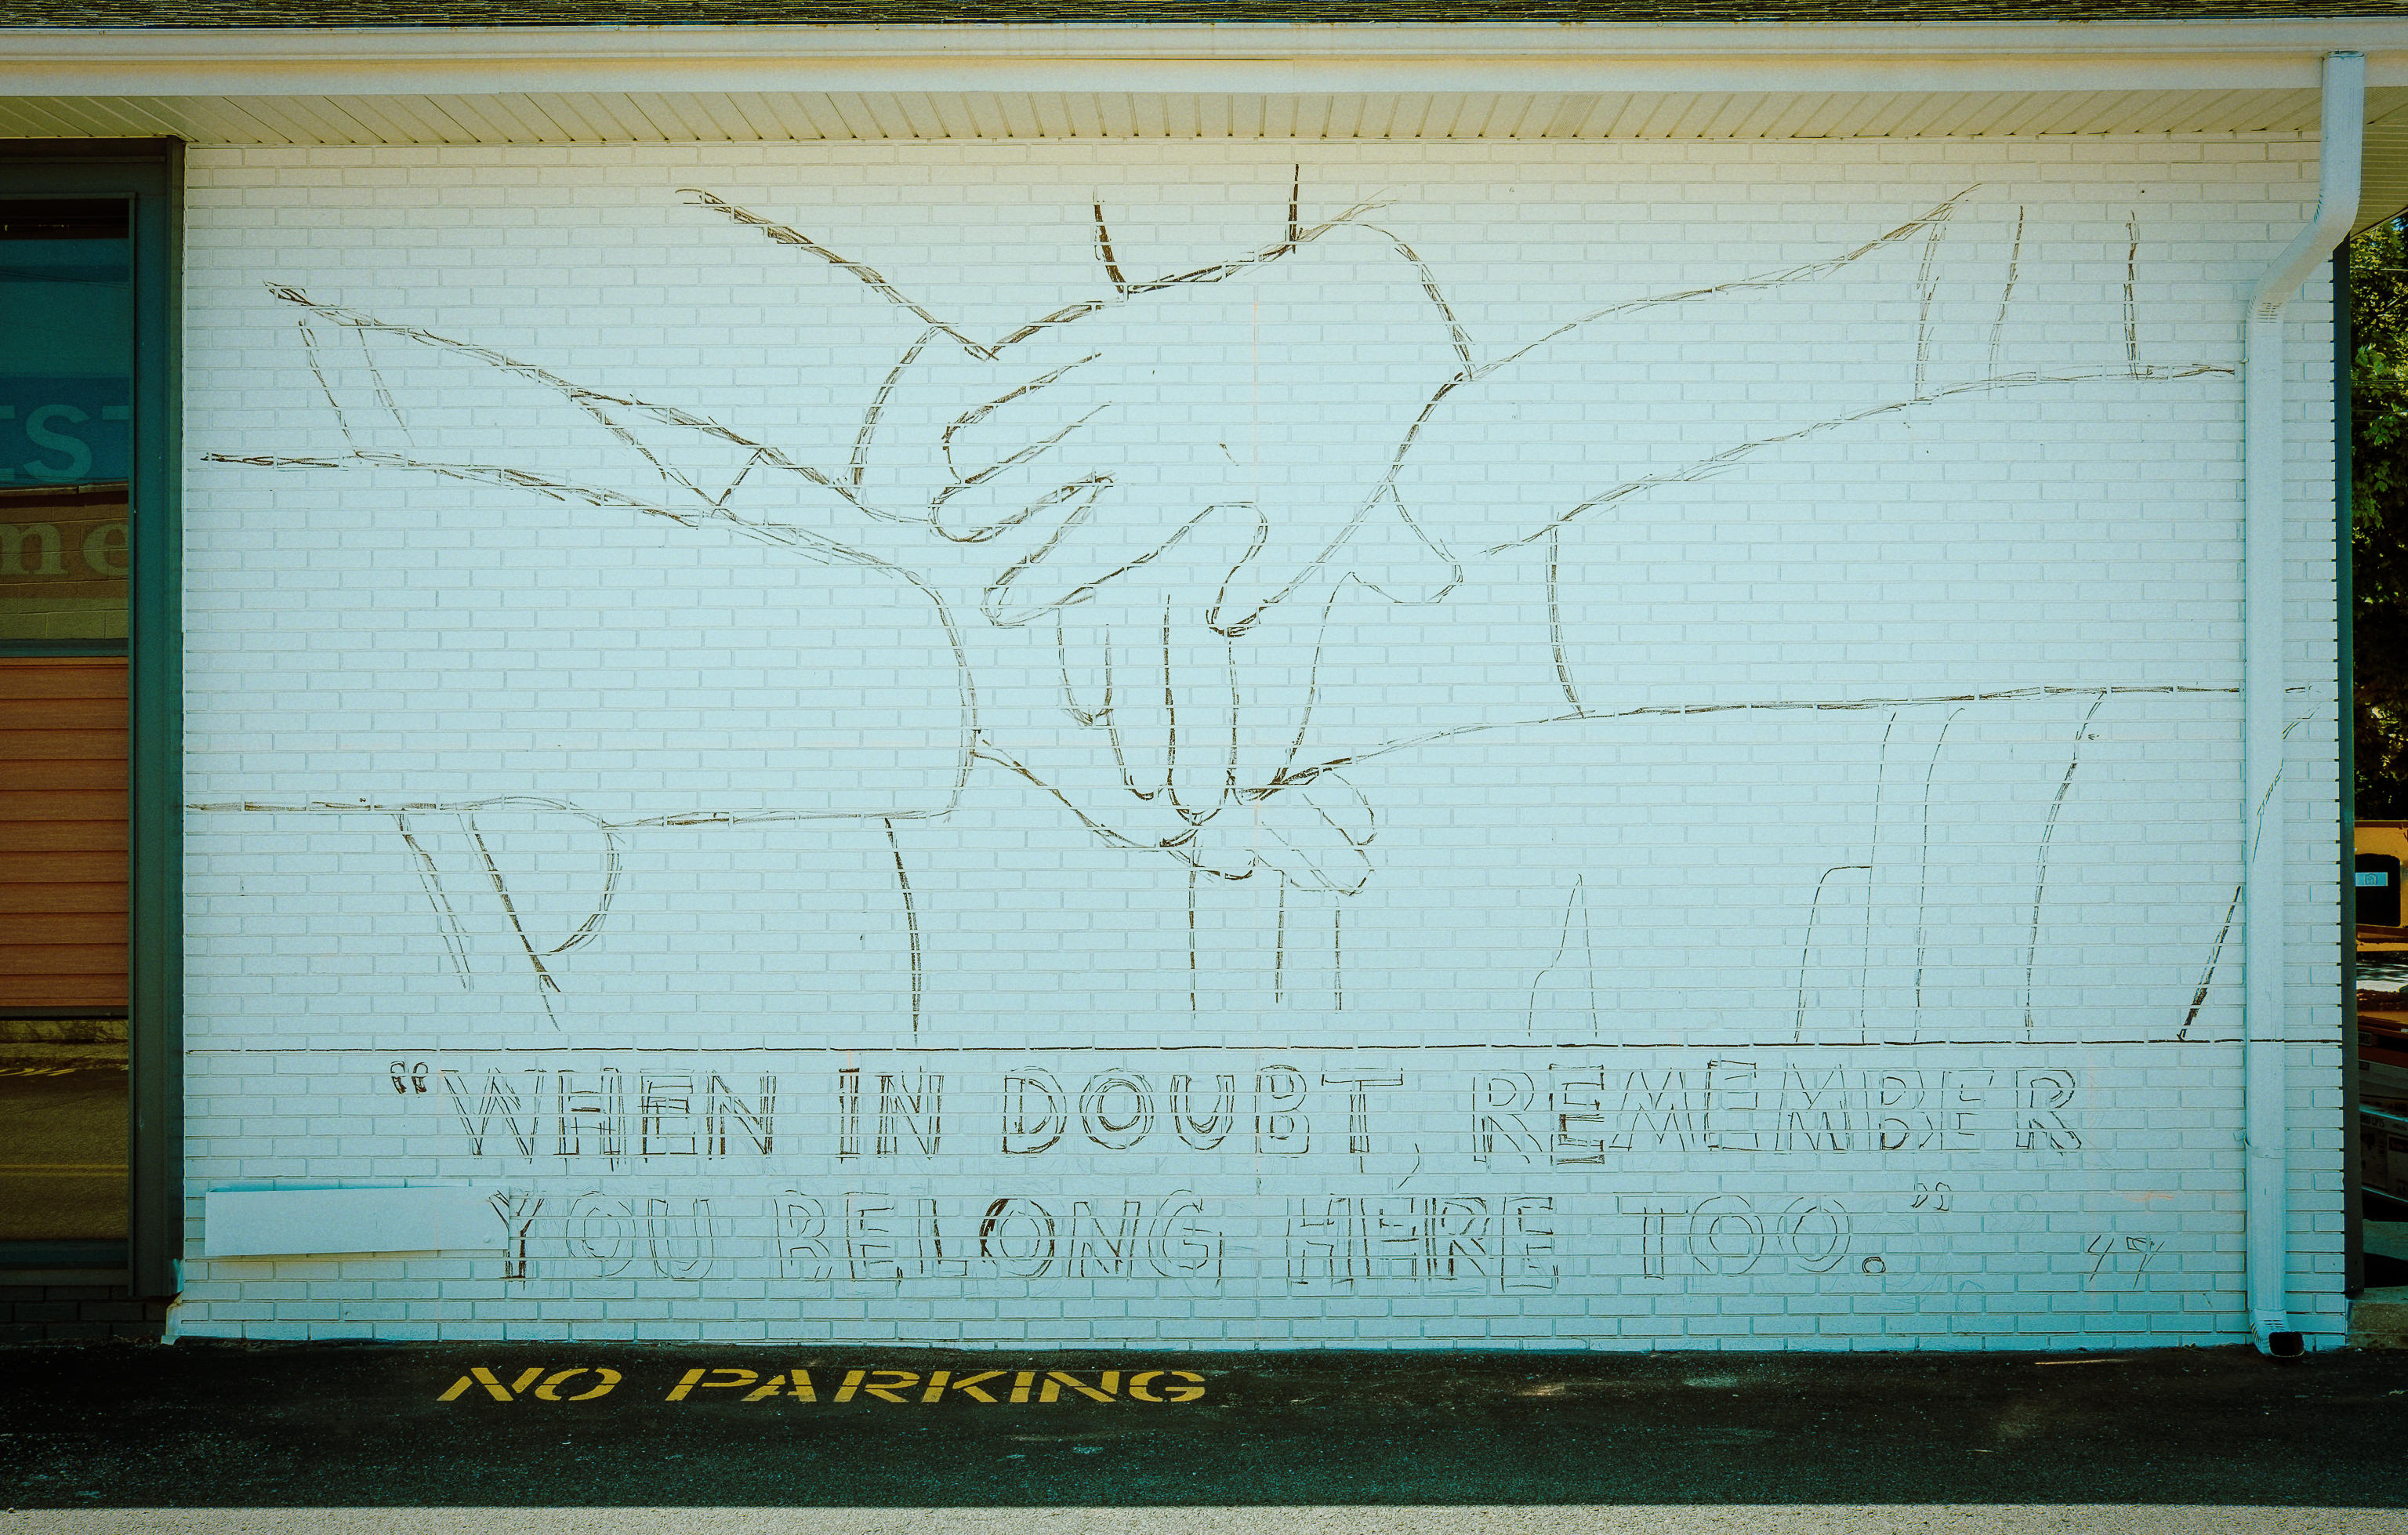 "WHEN IN DOUBT, REMEMBER
YOU BELONG HERE TOO."
NO PARKING